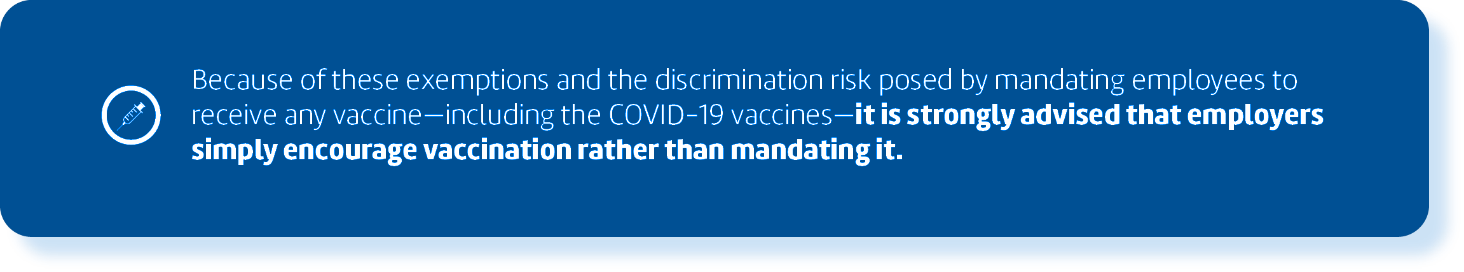 Because of these exemptions and the discrimination risk posed by mandating employees to
receive any vaccine—including the COVID-19 vaccines—it is strongly advised that employers
simply encourage vaccination rather than mandating it.